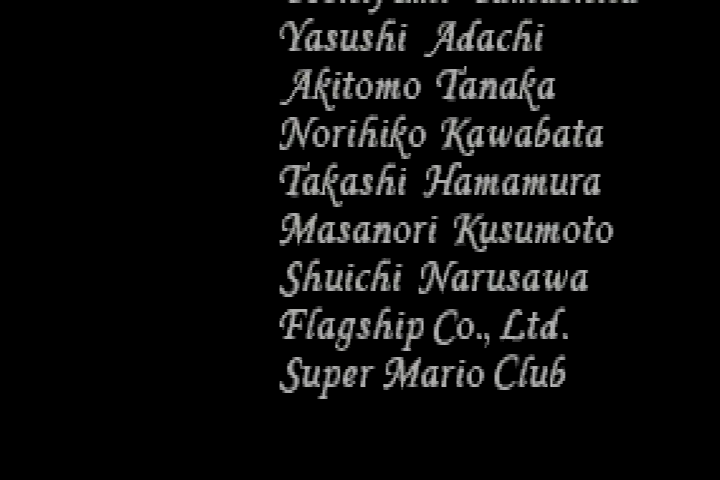 Yasushi Adachi
Akitomo Tanaka
Norihiko Kawabata
Takashi Hamamura
Masanori Kusumoto
Shuichi Narusawa
Flagship Co., Ltd.
Super Mario Club